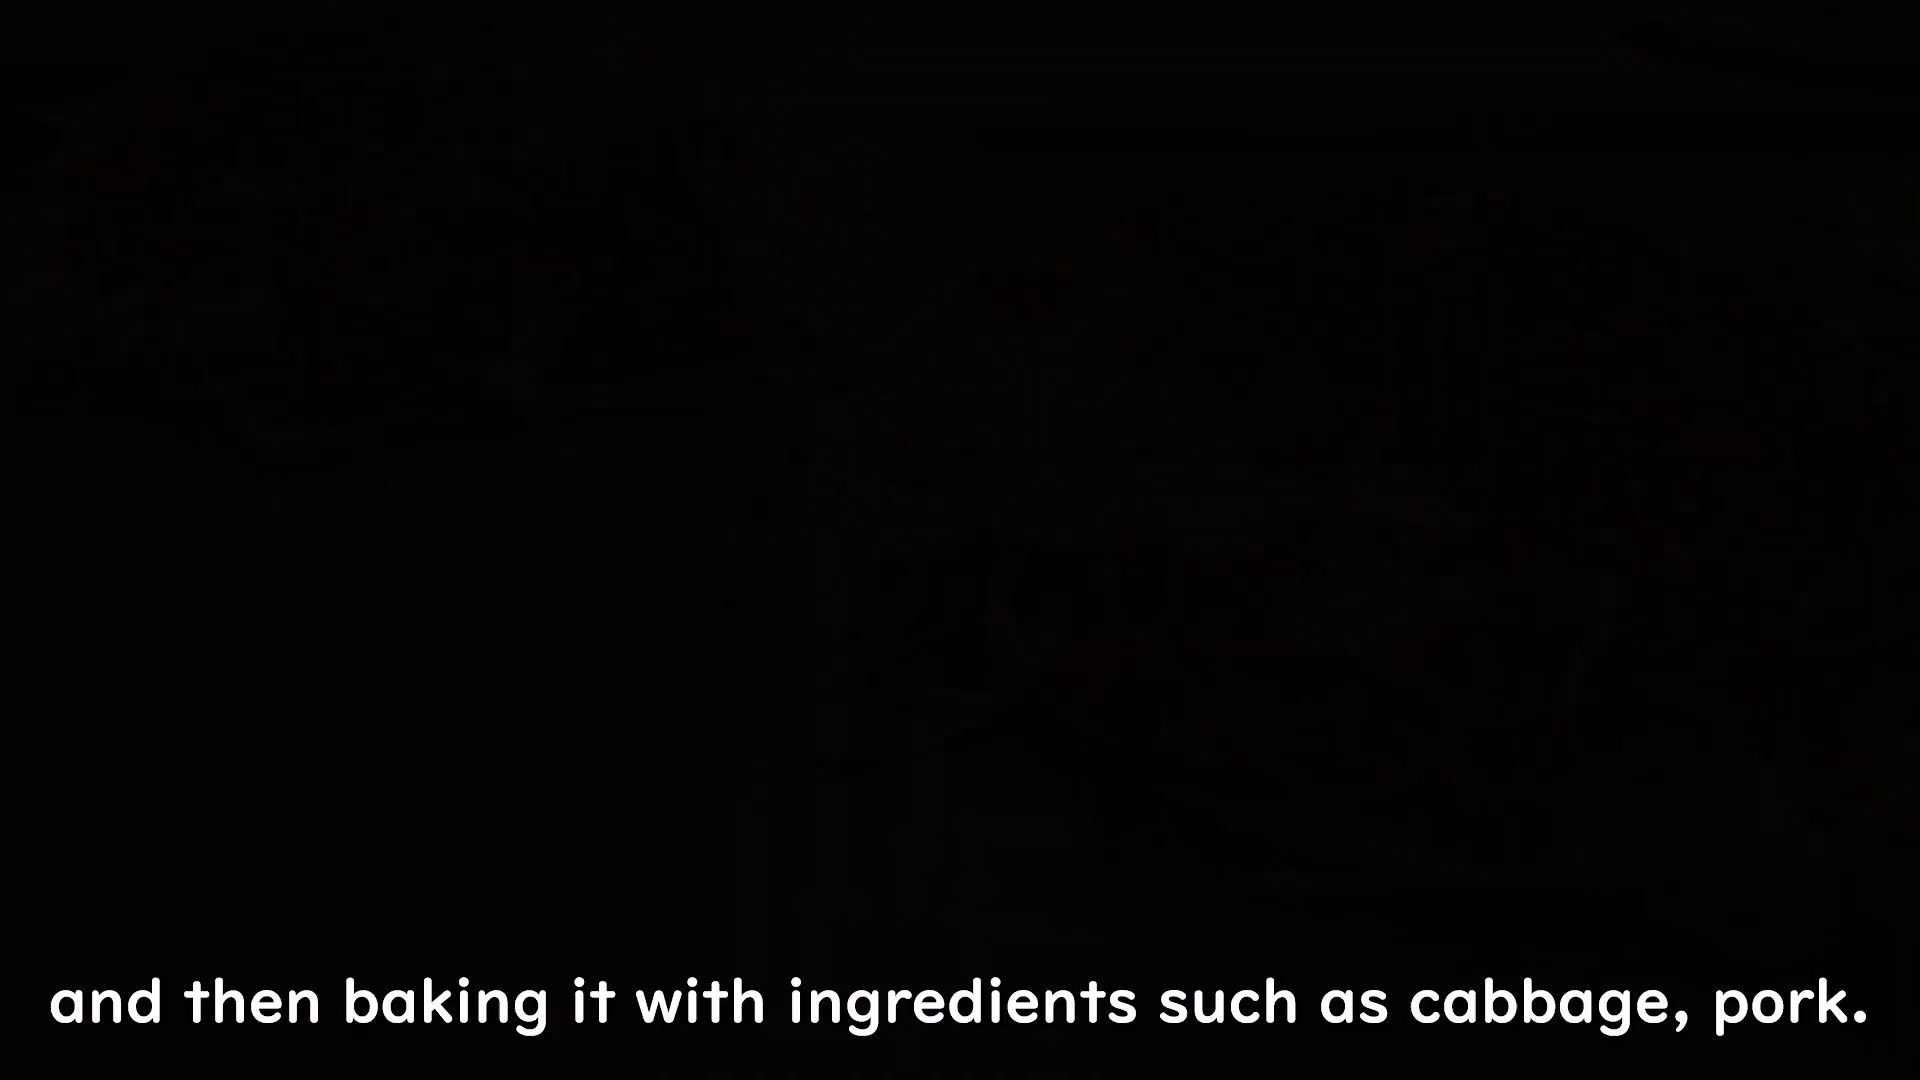 and then baking it with ingredients such as cabbage, pork.